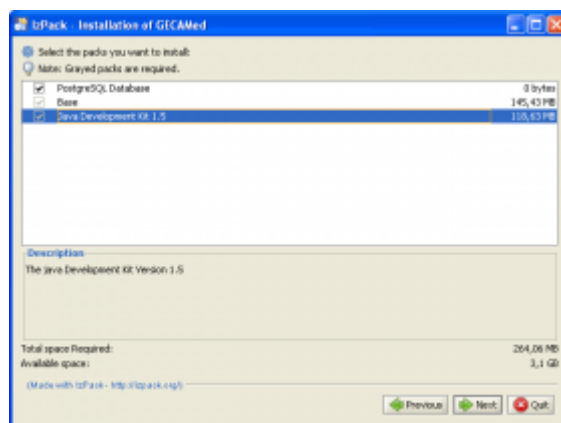 IzPack - Installation of GECAMed
Select the packs you want to install:
Note: Grayed packs are required.
PostgreSQL Database 0 bytes
Base 145,43 MB
Java Development Kit 1.5 118,63 MB
Description
The Java Development Kit Version 1.5
Total space Required: 264,06 MB
Available space: 3,1 GB
(Made with IzPack - http://izpack.org/)
Previous Next Quit